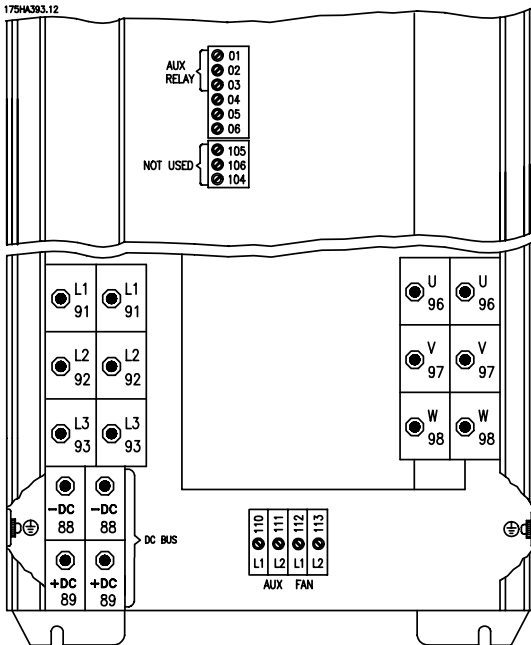 175HA393.12
AUX
RELAY
01
02
03
04
05
06
NOT USED
105
106
104
L1 L1
91 91
L2 L2
92 92
L3 L3
93 93
U U
96 96
V V
97 97
W W
98 98
-DC -DC
88 88
+DC +DC
89 89
DC BUS
110 111 112 113
L1 L2 L1 L2
AUX FAN